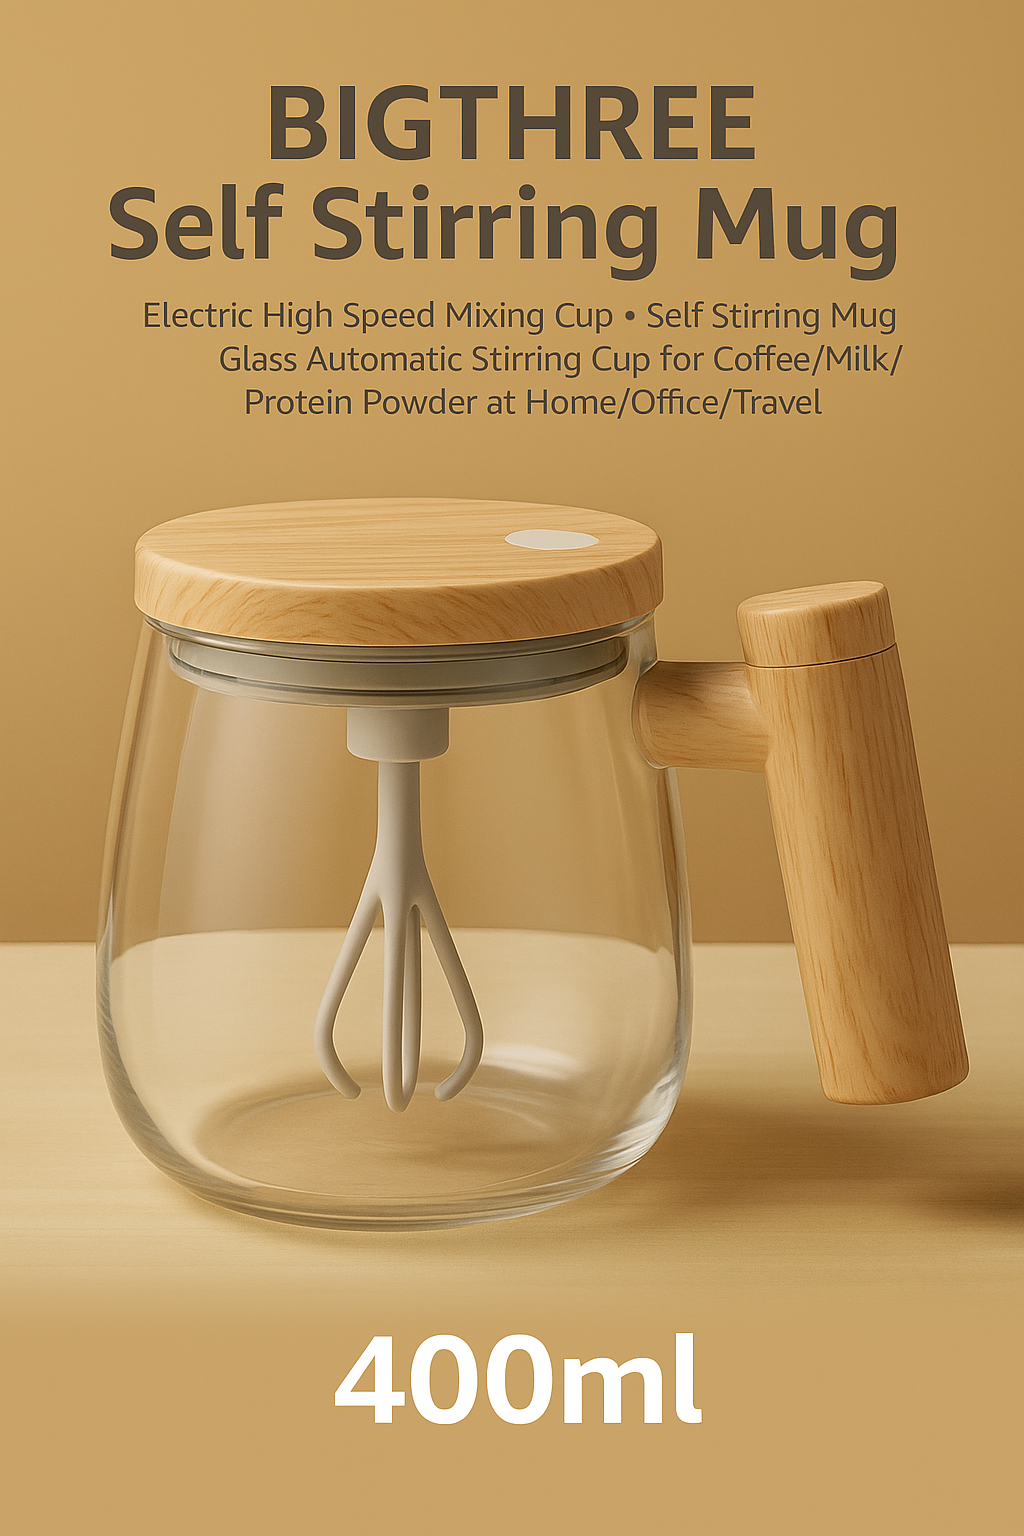 BIGTHREE
Self Stirring Mug
Electric High Speed Mixing Cup • Self Stirring Mug
Glass Automatic Stirring Cup for Coffee/Milk/
Protein Powder at Home/Office/Travel
400ml